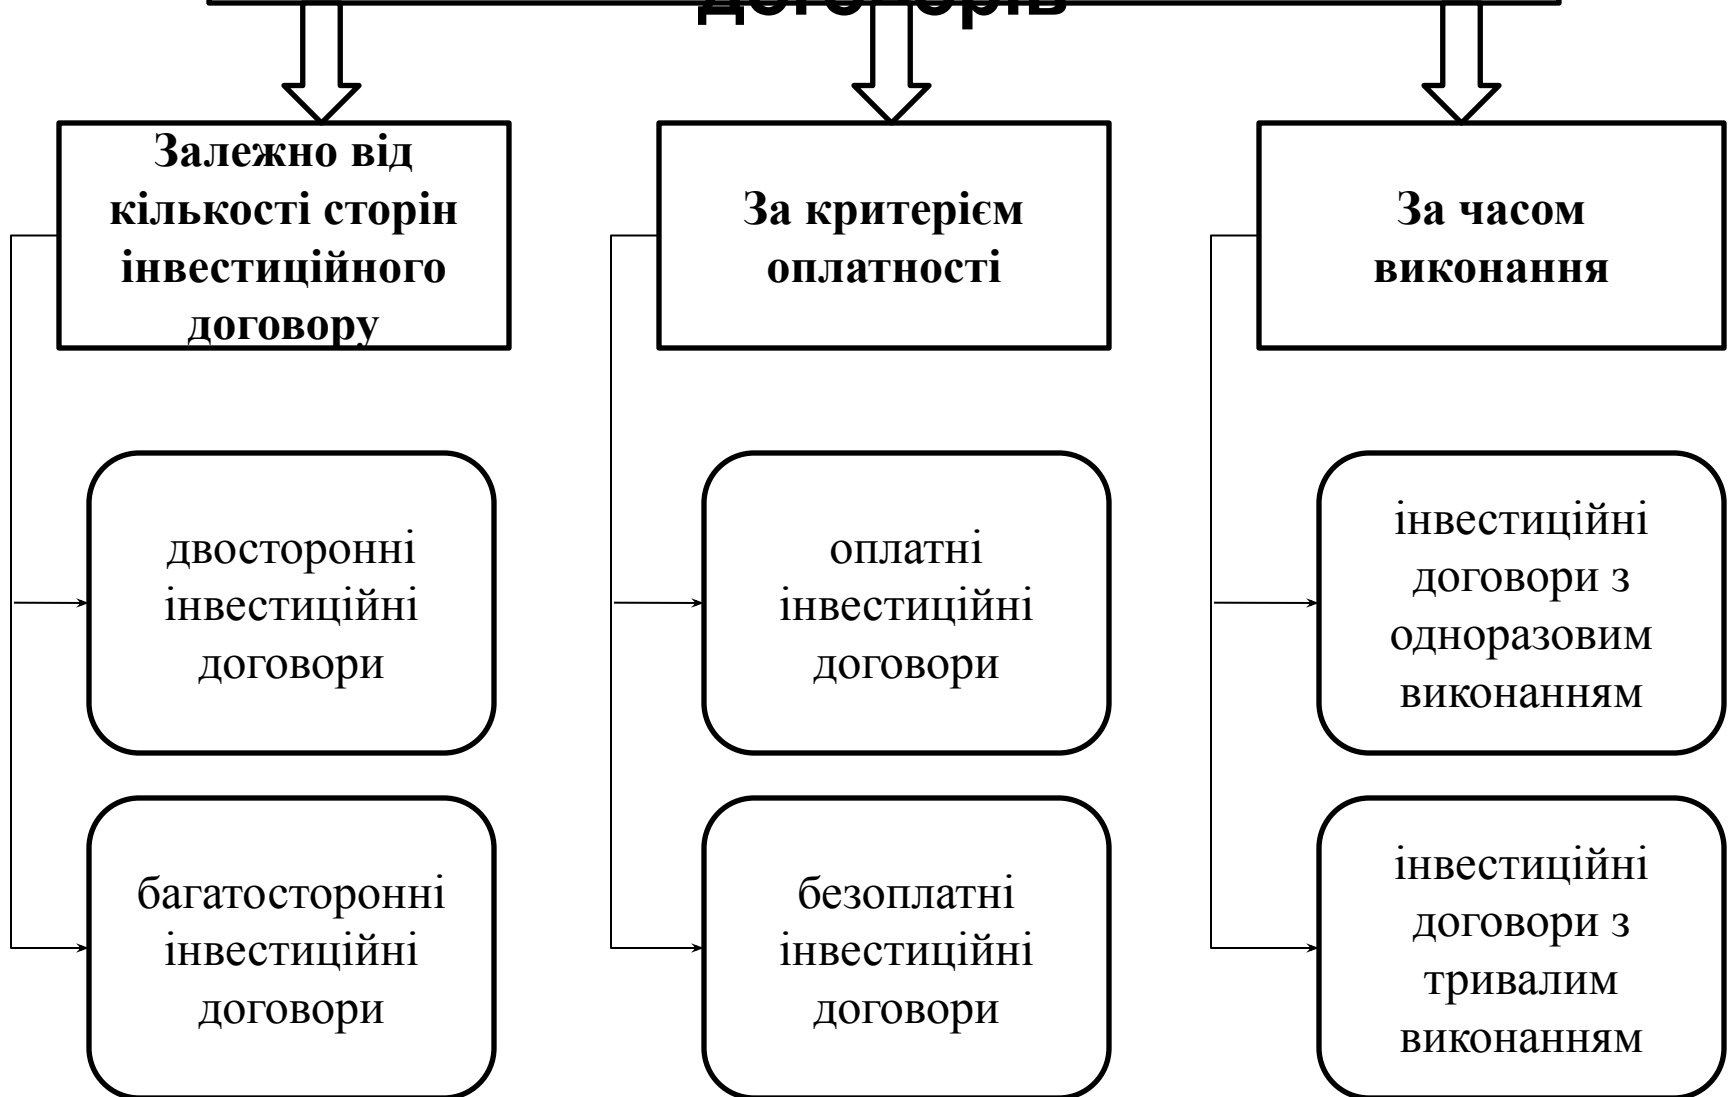 договорів
Залежно від
кількості сторін
інвестиційного
договору
За критерієм
оплатності
За часом
виконання
двосторонні
інвестиційні
договори
оплатні
інвестиційні
договори
інвестиційні
договори з
одноразовим
виконанням
багатосторонні
інвестиційні
договори
безоплатні
інвестиційні
договори
інвестиційні
договори з
тривалим
виконанням